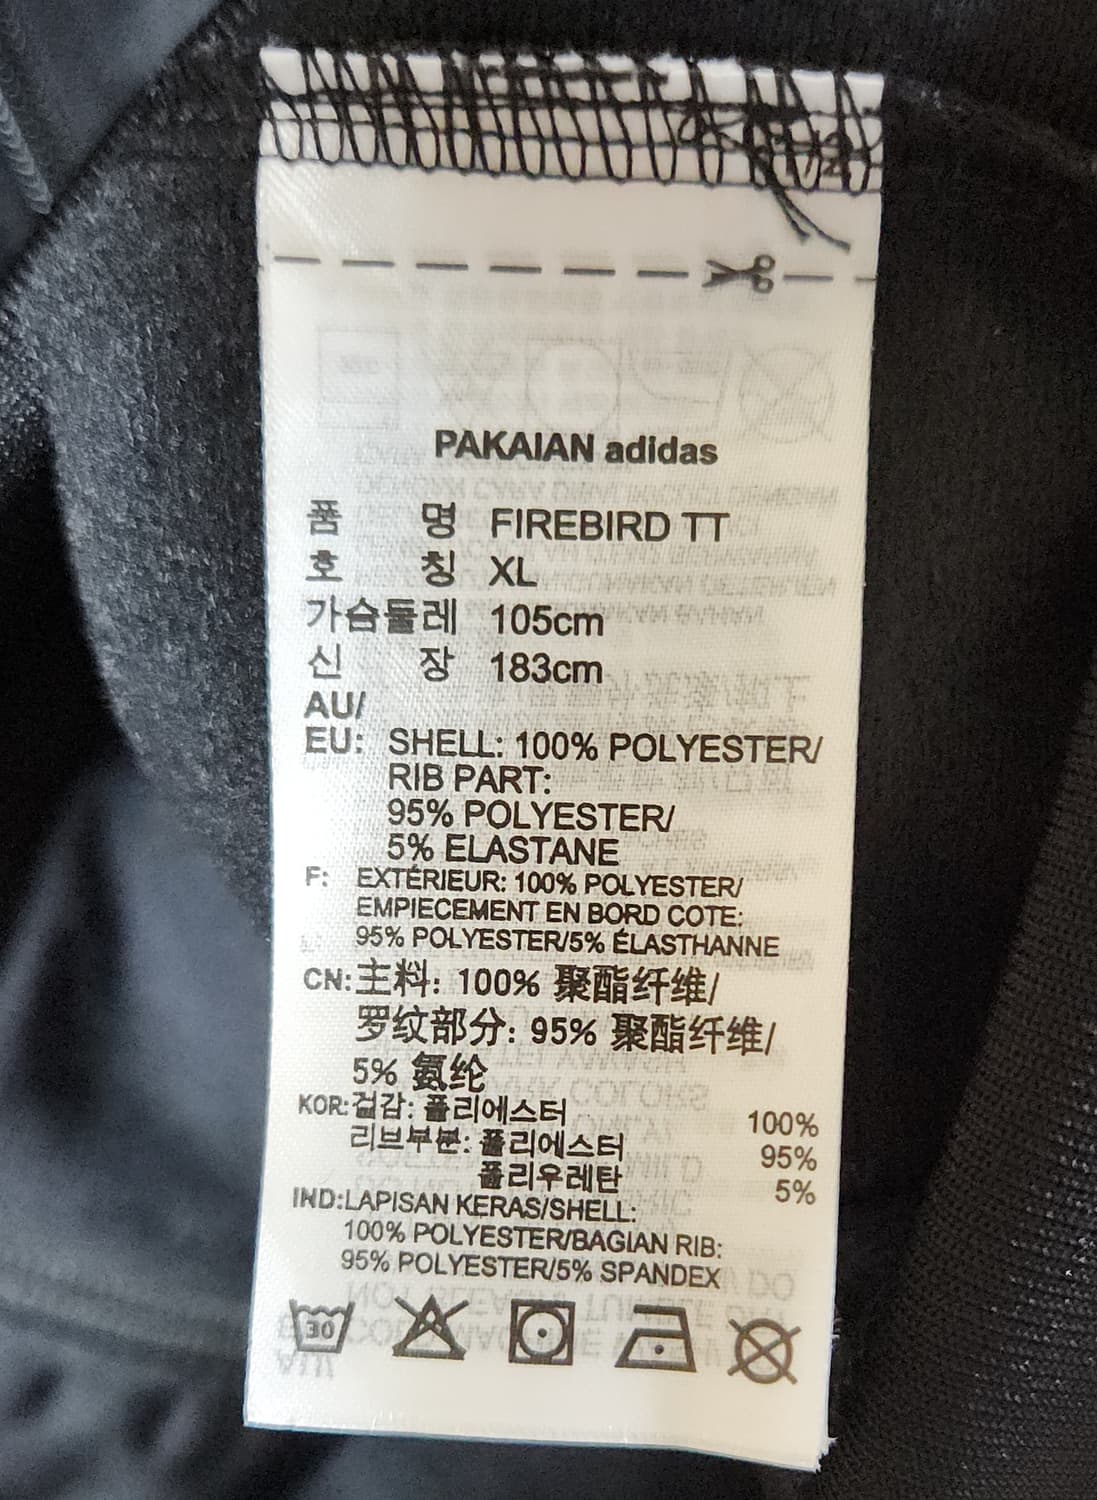 PAKAIAN adidas
품 명 FIREBIRD TT
호 칭 XL
가슴둘레 105cm
신 장 183cm
AU/
EU: SHELL: 100% POLYESTER/
RIB PART:
95% POLYESTER/
5% ELASTANE
F: EXTÉRIEUR: 100% POLYESTER/
EMPIECEMENT EN BORD COTE:
95% POLYESTER/5% ÉLASTHANNE
CN: 主料: 100% 聚酯纤维/
罗纹部分: 95% 聚酯纤维/
5% 氨纶
KOR: 겉감: 폴리에스터 100%
리브부분: 폴리에스터 95%
폴리우레탄 5%
IND: LAPISAN KERAS/SHELL:
100% POLYESTER/BAGIAN RIB:
95% POLYESTER/5% SPANDEX
30